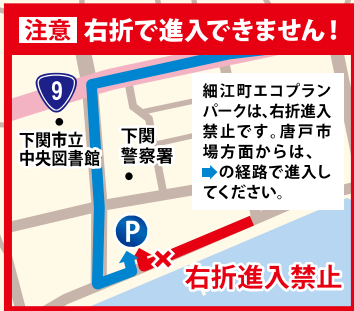 注意 右折で進入できません!
9
下関市立
中央図書館
下関
警察署
細江町エコプラン
パークは、右折進入
禁止です。唐戸市
場方面からは、
➡の経路で進入し
てください。
P
右折進入禁止